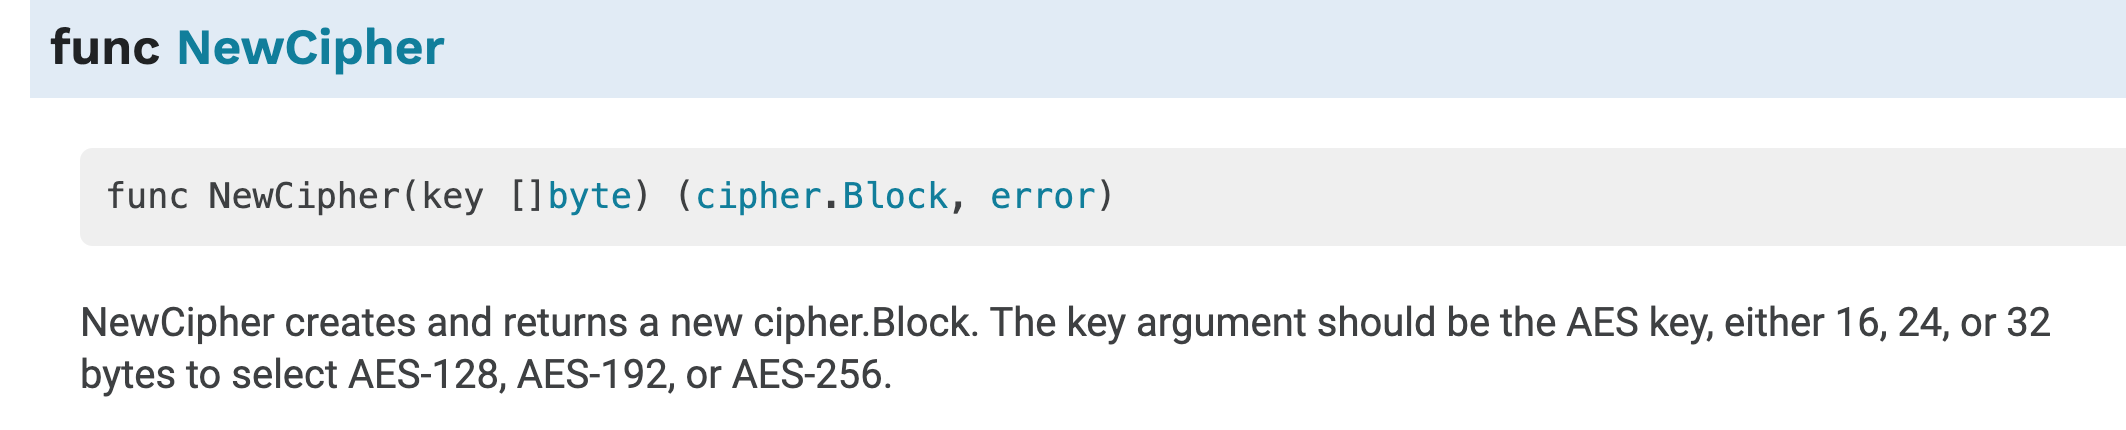 func NewCipher
func NewCipher(key []byte) (cipher.Block, error)
NewCipher creates and returns a new cipher.Block. The key argument should be the AES key, either 16, 24, or 32
bytes to select AES-128, AES-192, or AES-256.